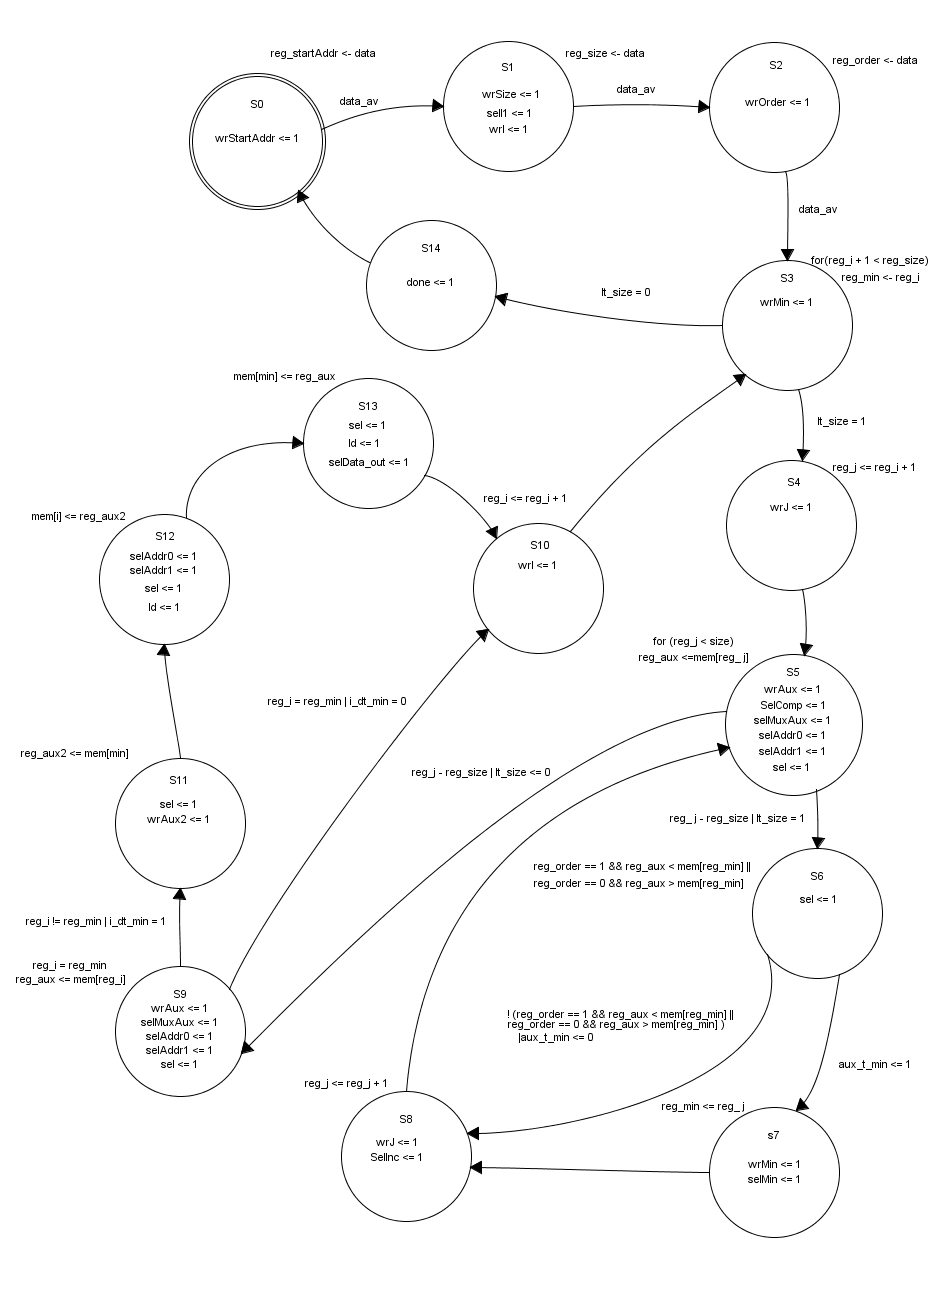 reg_startAddr <- data
S0
wrStartAddr <= 1
data_av
S1
wrSize <= 1
selI1 <= 1
wrI <= 1
reg_size <- data
data_av
S2
wrOrder <= 1
reg_order <- data
data_av
for(reg_i + 1 < reg_size)
reg_min <- reg_i
S3
wrMin <= 1
lt_size = 0
S14
done <= 1
lt_size = 1
reg_j <= reg_i + 1
S4
wrJ <= 1
mem[min] <= reg_aux
S13
sel <= 1
ld <= 1
selData_out <= 1
reg_i <= reg_i + 1
S10
wrI <= 1
mem[i] <= reg_aux2
S12
selAddr0 <= 1
selAddr1 <= 1
sel <= 1
ld <= 1
for (reg_j < size)
reg_aux <=mem[reg_j]
S5
wrAux <= 1
SelComp <= 1
selMuxAux <= 1
selAddr0 <= 1
selAddr1 <= 1
sel <= 1
reg_i = reg_min | i_dt_min = 0
reg_aux2 <= mem[min]
S11
sel <= 1
wrAux2 <= 1
reg_j - reg_size | lt_size <= 0
reg_j - reg_size | lt_size = 1
reg_order == 1 && reg_aux < mem[reg_min] ||
reg_order == 0 && reg_aux > mem[reg_min]
S6
sel <= 1
reg_i != reg_min | i_dt_min = 1
reg_i = reg_min
reg_aux <= mem[reg_i]
S9
wrAux <= 1
selMuxAux <= 1
selAddr0 <= 1
selAddr1 <= 1
sel <= 1
! (reg_order == 1 && reg_aux < mem[reg_min] ||
reg_order == 0 && reg_aux > mem[reg_min] )
|aux_t_min <= 0
aux_t_min <= 1
reg_j <= reg_j + 1
S8
wrJ <= 1
SelInc <= 1
reg_min <= reg_j
s7
wrMin <= 1
selMin <= 1